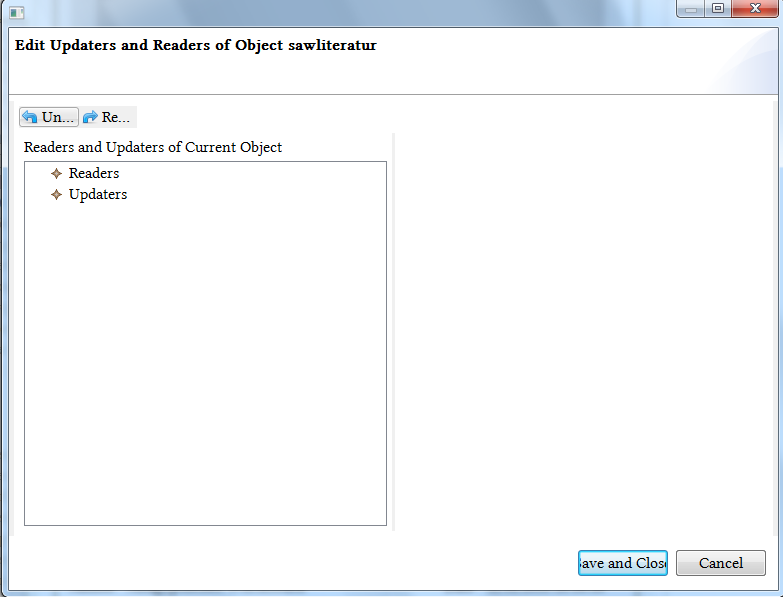 Edit Updaters and Readers of Object sawliteratur
Un... Re...
Readers and Updaters of Current Object
Readers
Updaters
ave and Clos Cancel